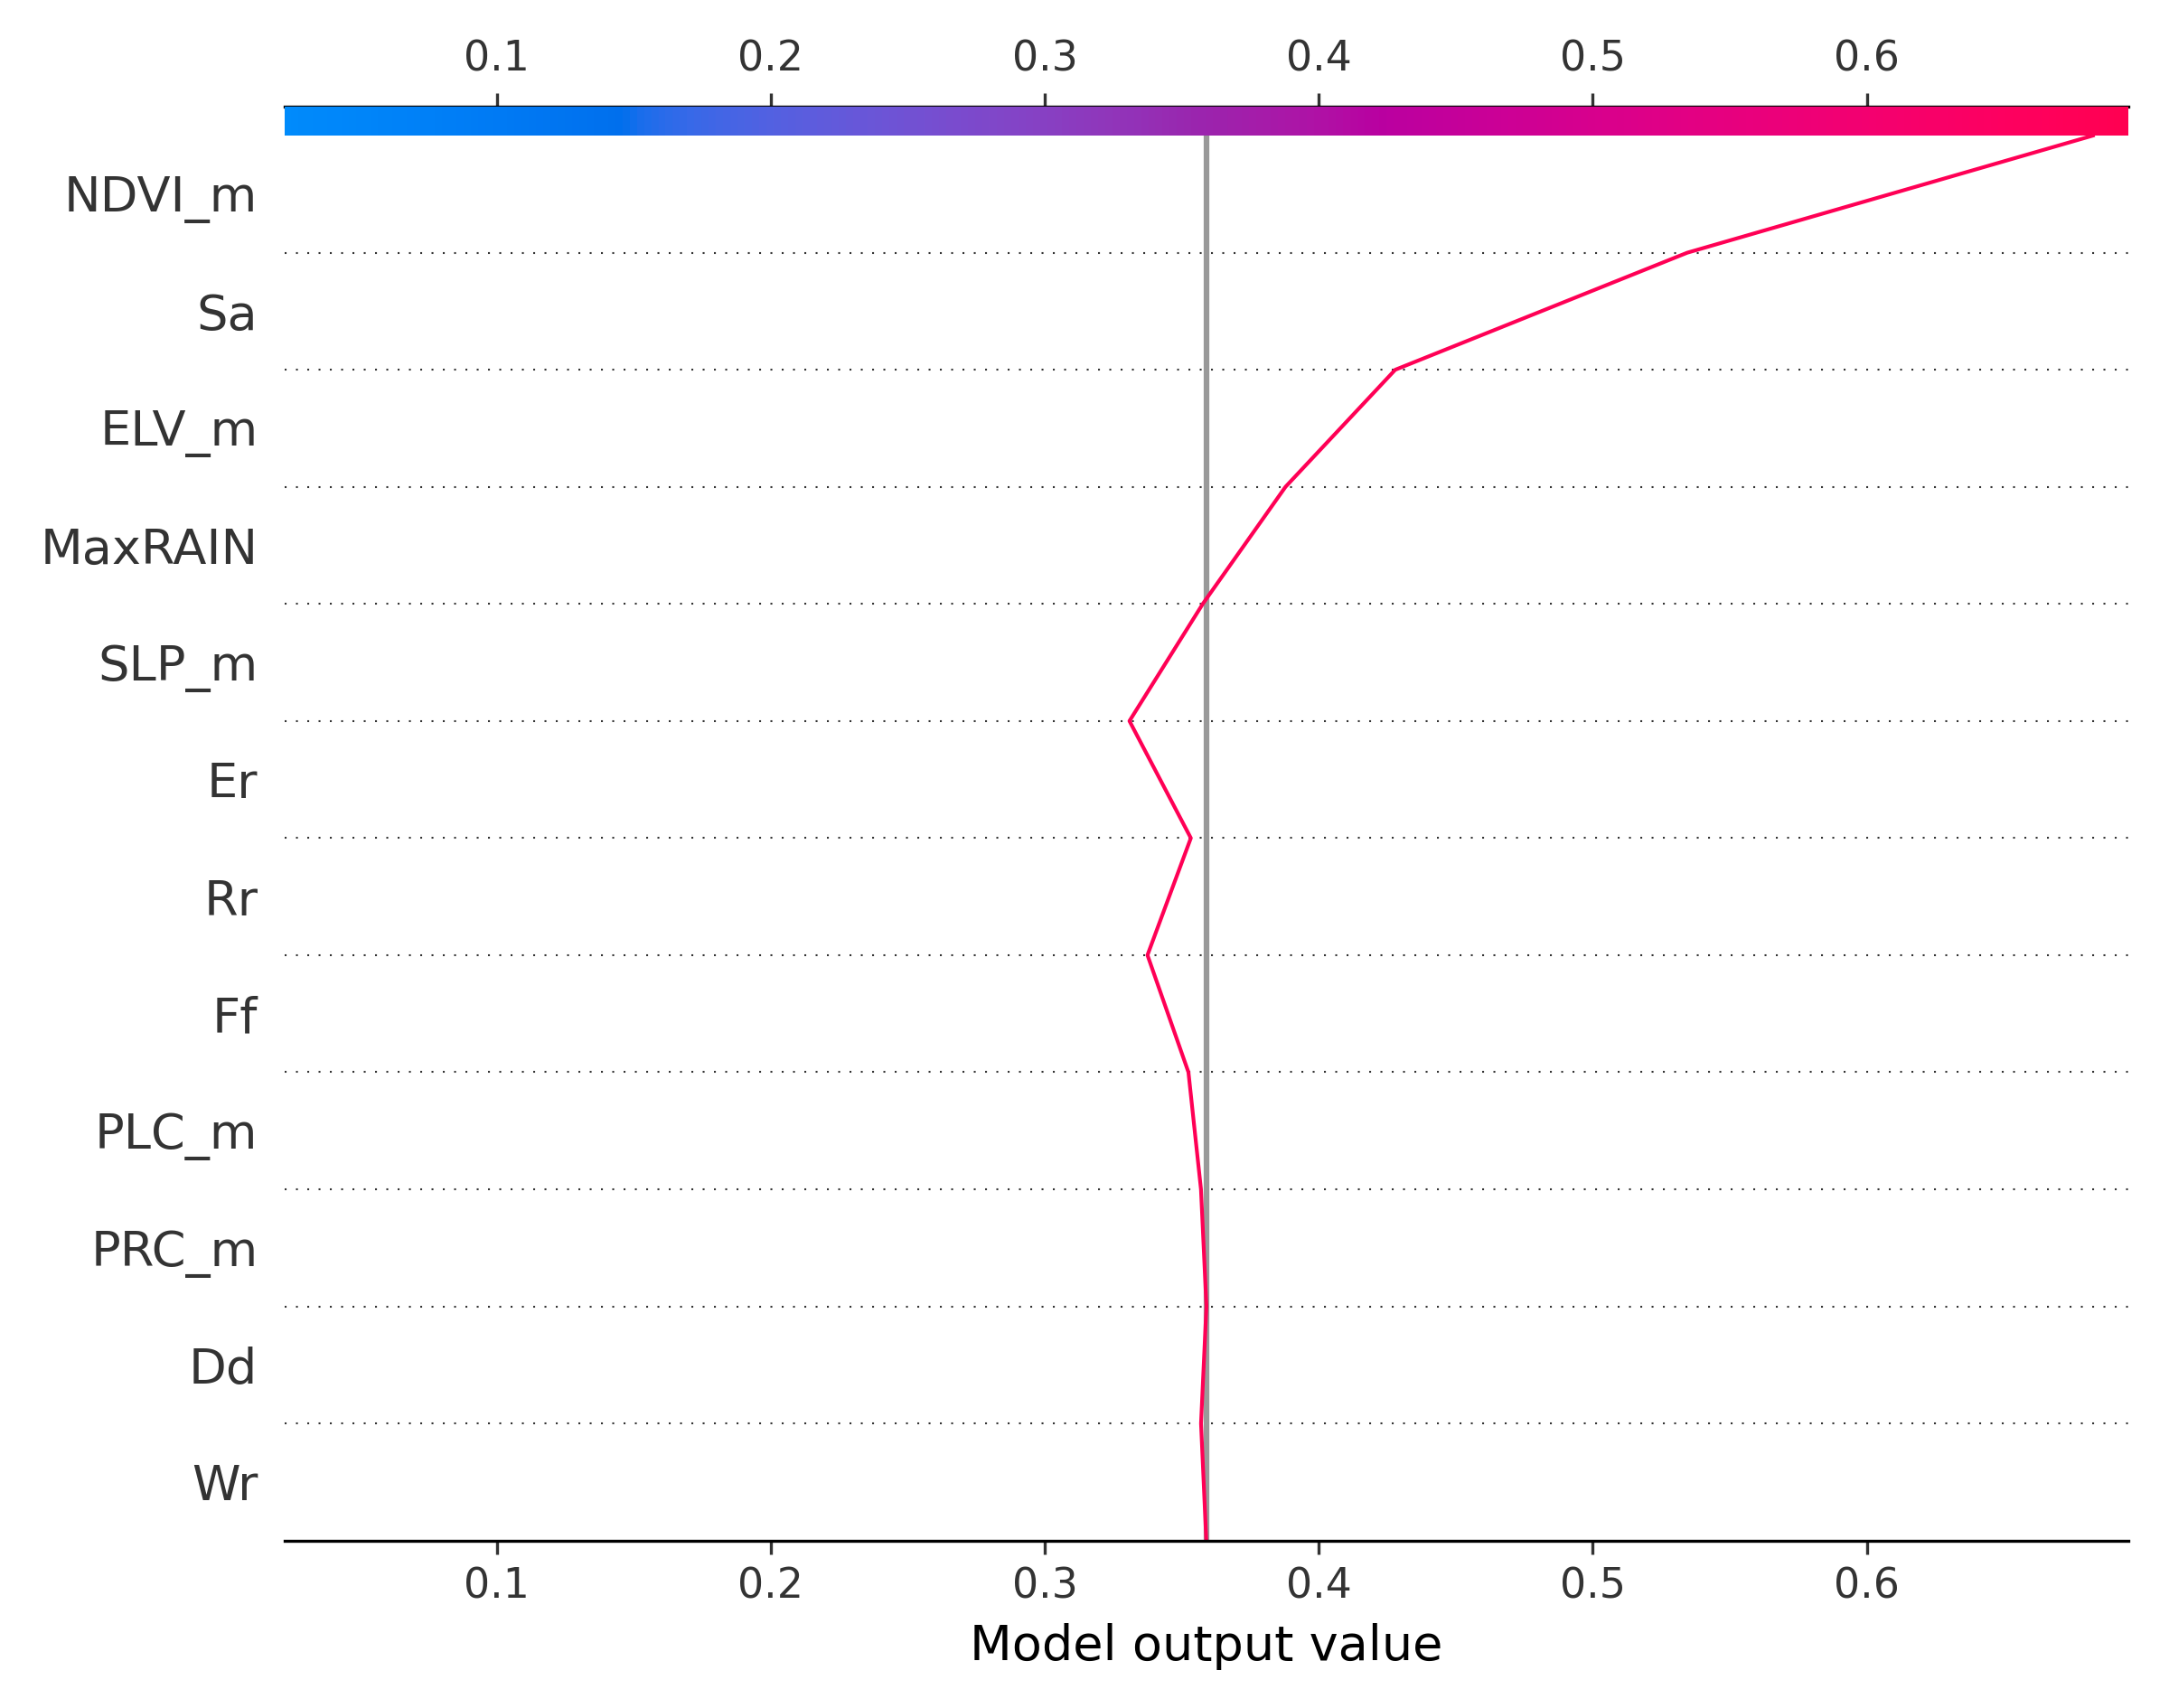 0.1 0.2 0.3 0.4 0.5 0.6
NDVI_m
Sa
ELV_m
MaxRAIN
SLP_m
Er
Rr
Ff
PLC_m
PRC_m
Dd
Wr
0.1 0.2 0.3 0.4 0.5 0.6
Model output value